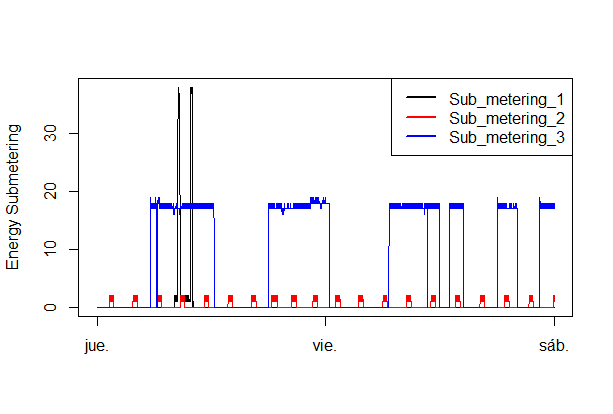 Sub_metering_1
Sub_metering_2
Sub_metering_3
Energy Submetering
30
20
10
0
jue.
vie.
sáb.